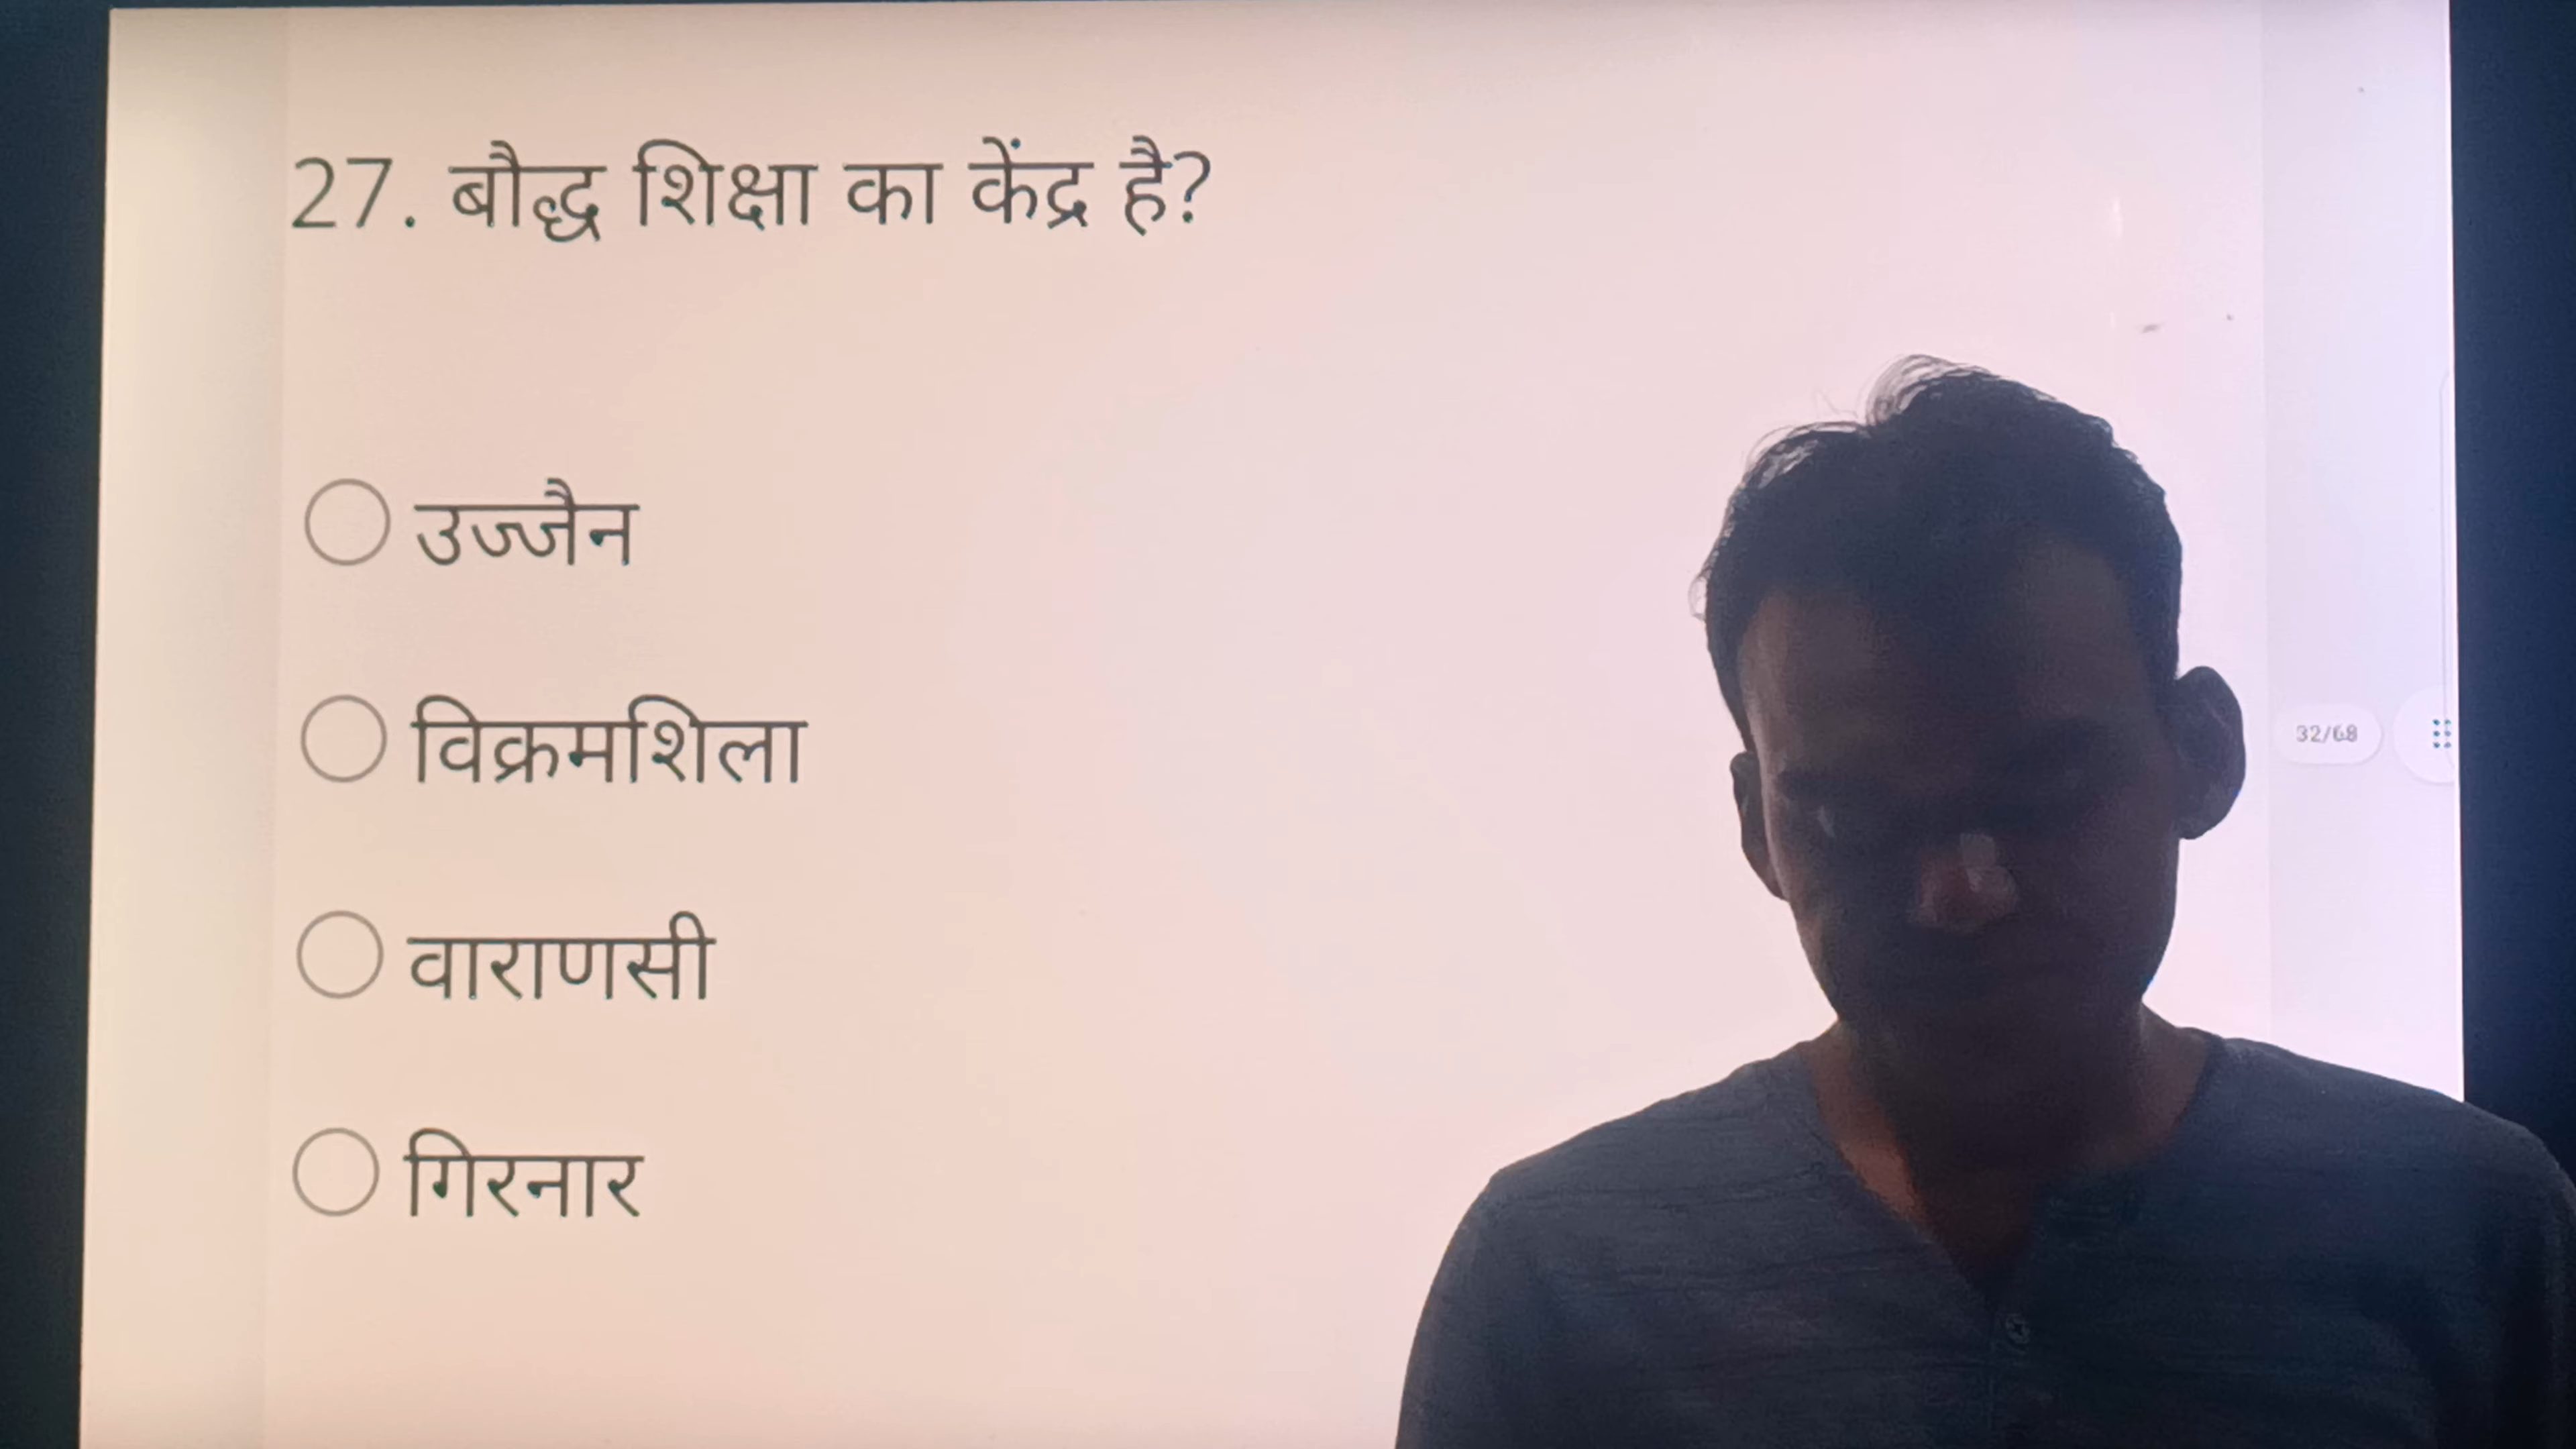 27. बौद्ध शिक्षा का केंद्र है?
उज्जैन
विक्रमशिला
32/68
वाराणसी
गिरनार